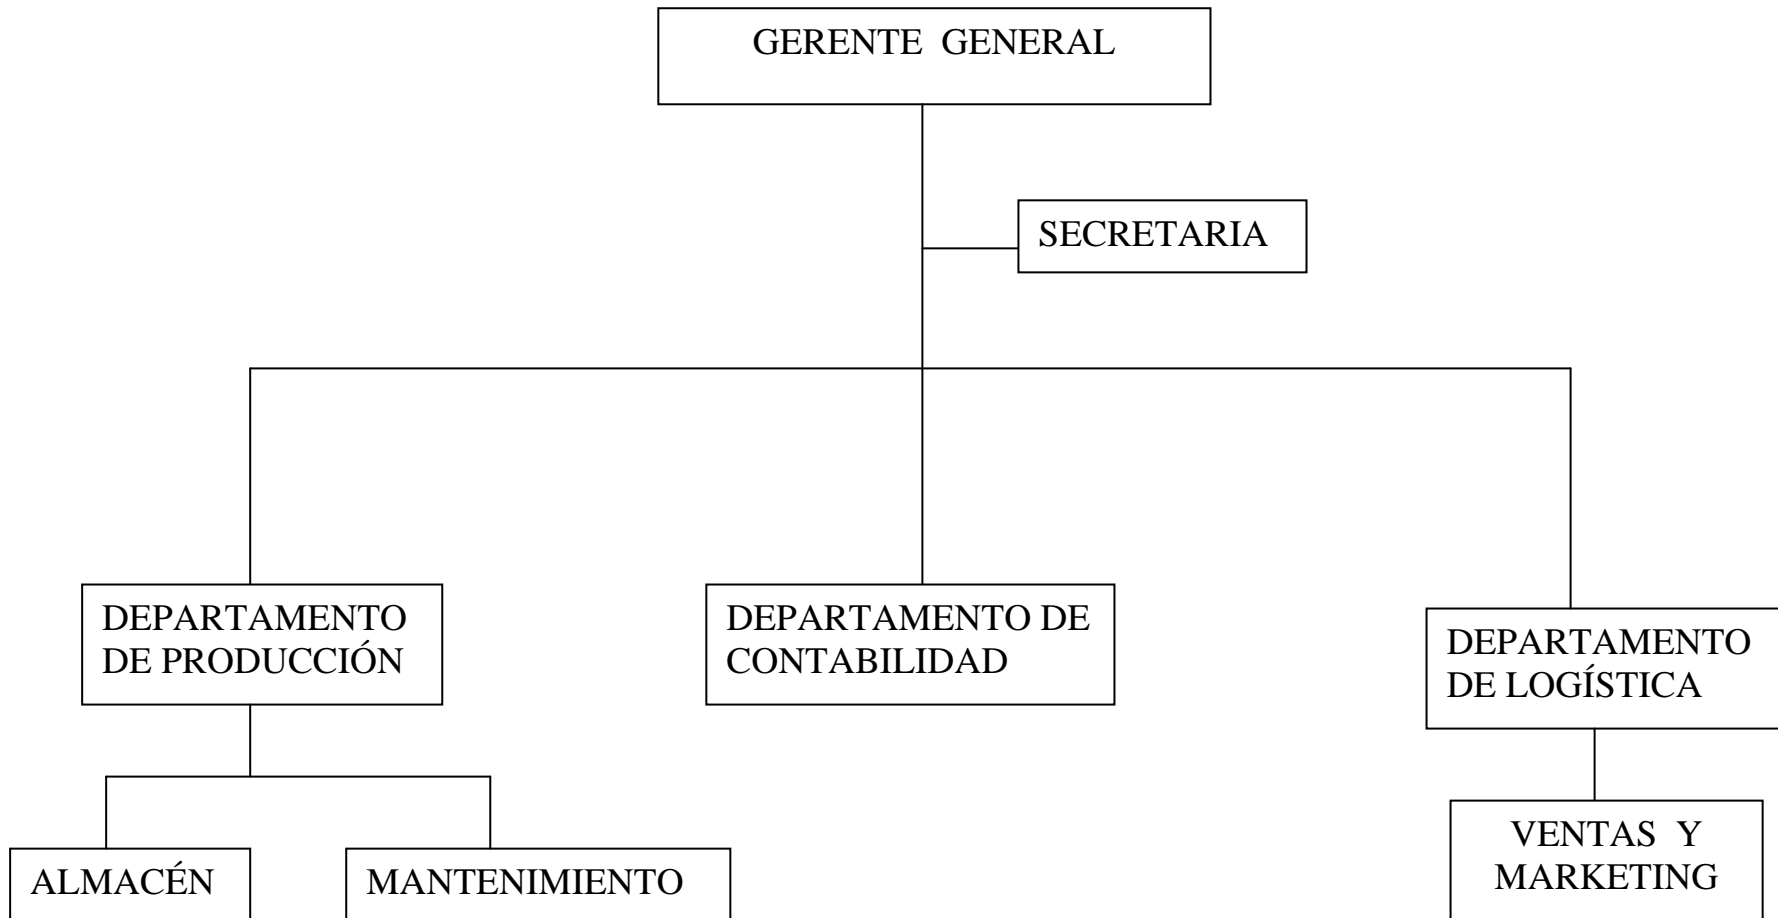 GERENTE GENERAL
SECRETARIA
DEPARTAMENTO
DE PRODUCCIÓN
DEPARTAMENTO DE
CONTABILIDAD
DEPARTAMENTO
DE LOGÍSTICA
ALMACÉN
MANTENIMIENTO
VENTAS Y
MARKETING